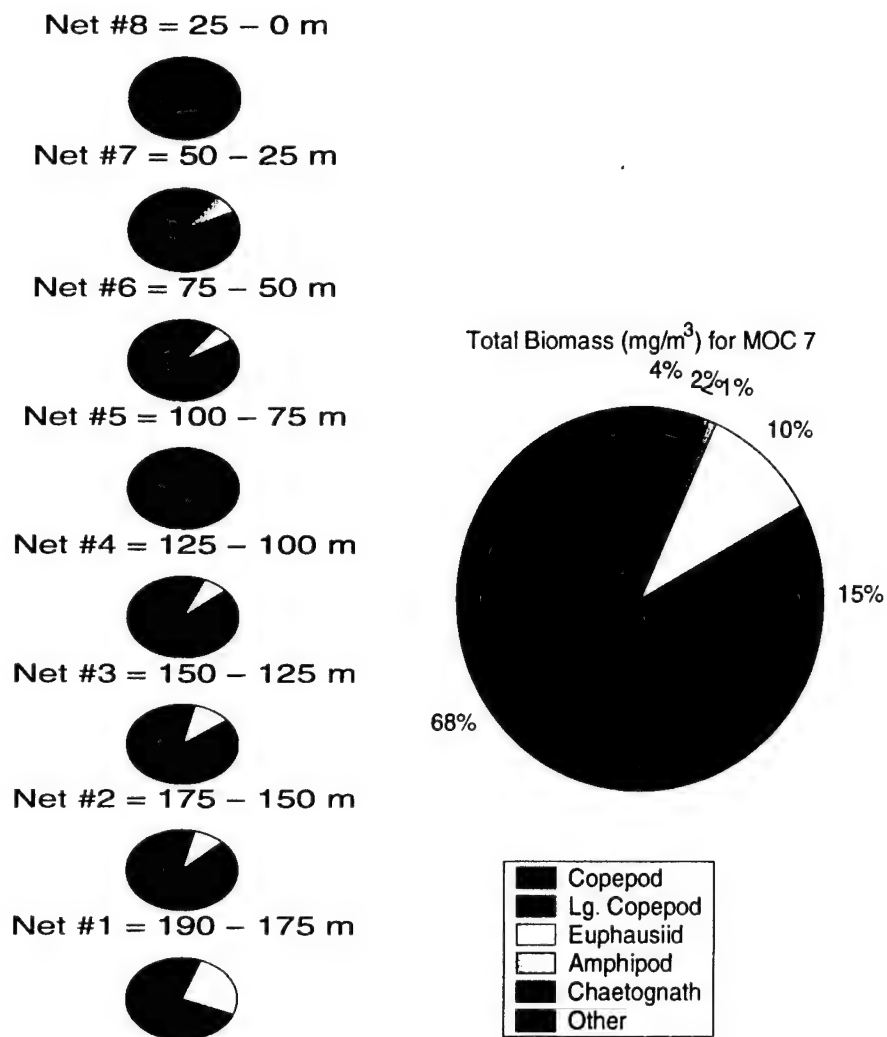 Net #8 = 25 – 0 m
Net #7 = 50 – 25 m
Net #6 = 75 – 50 m
Net #5 = 100 – 75 m
Net #4 = 125 – 100 m
Net #3 = 150 – 125 m
Net #2 = 175 – 150 m
Net #1 = 190 – 175 m
Total Biomass (mg/m³) for MOC 7
4%
2%
<1%
10%
15%
68%
Copepod
Lg. Copepod
Euphausiid
Amphipod
Chaetognath
Other